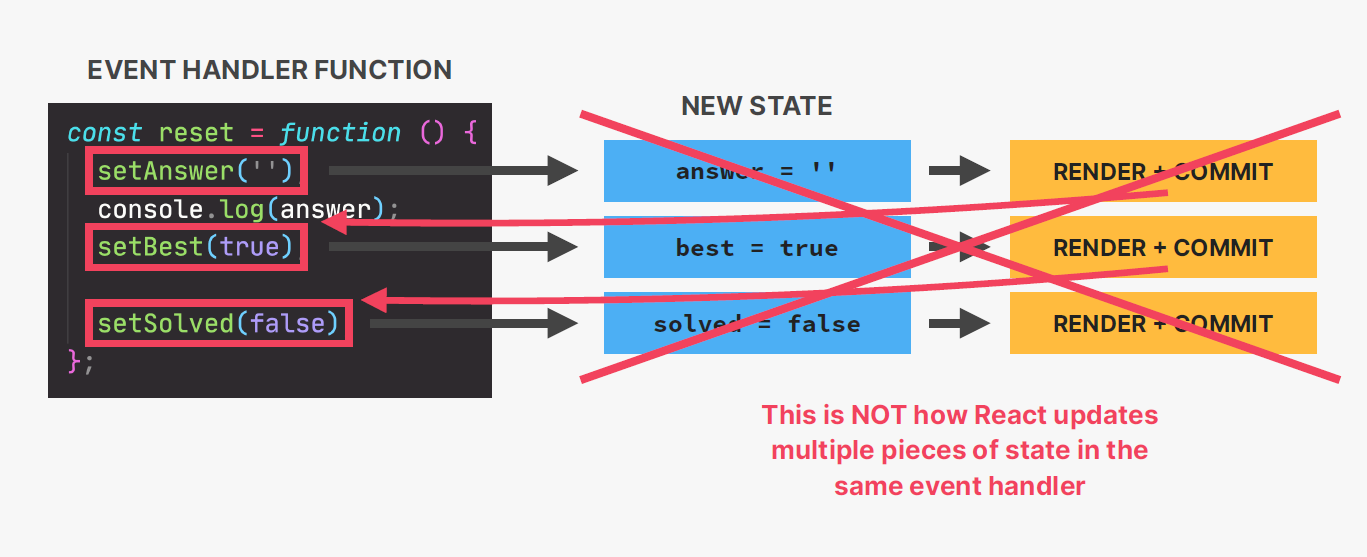 EVENT HANDLER FUNCTION
const reset = function () {
setAnswer('')
console.log(answer);
setBest(true)
setSolved(false)
};
NEW STATE
answer = ''
RENDER + COMMIT
best = true
RENDER + COMMIT
solved = false
RENDER + COMMIT
This is NOT how React updates
multiple pieces of state in the
same event handler